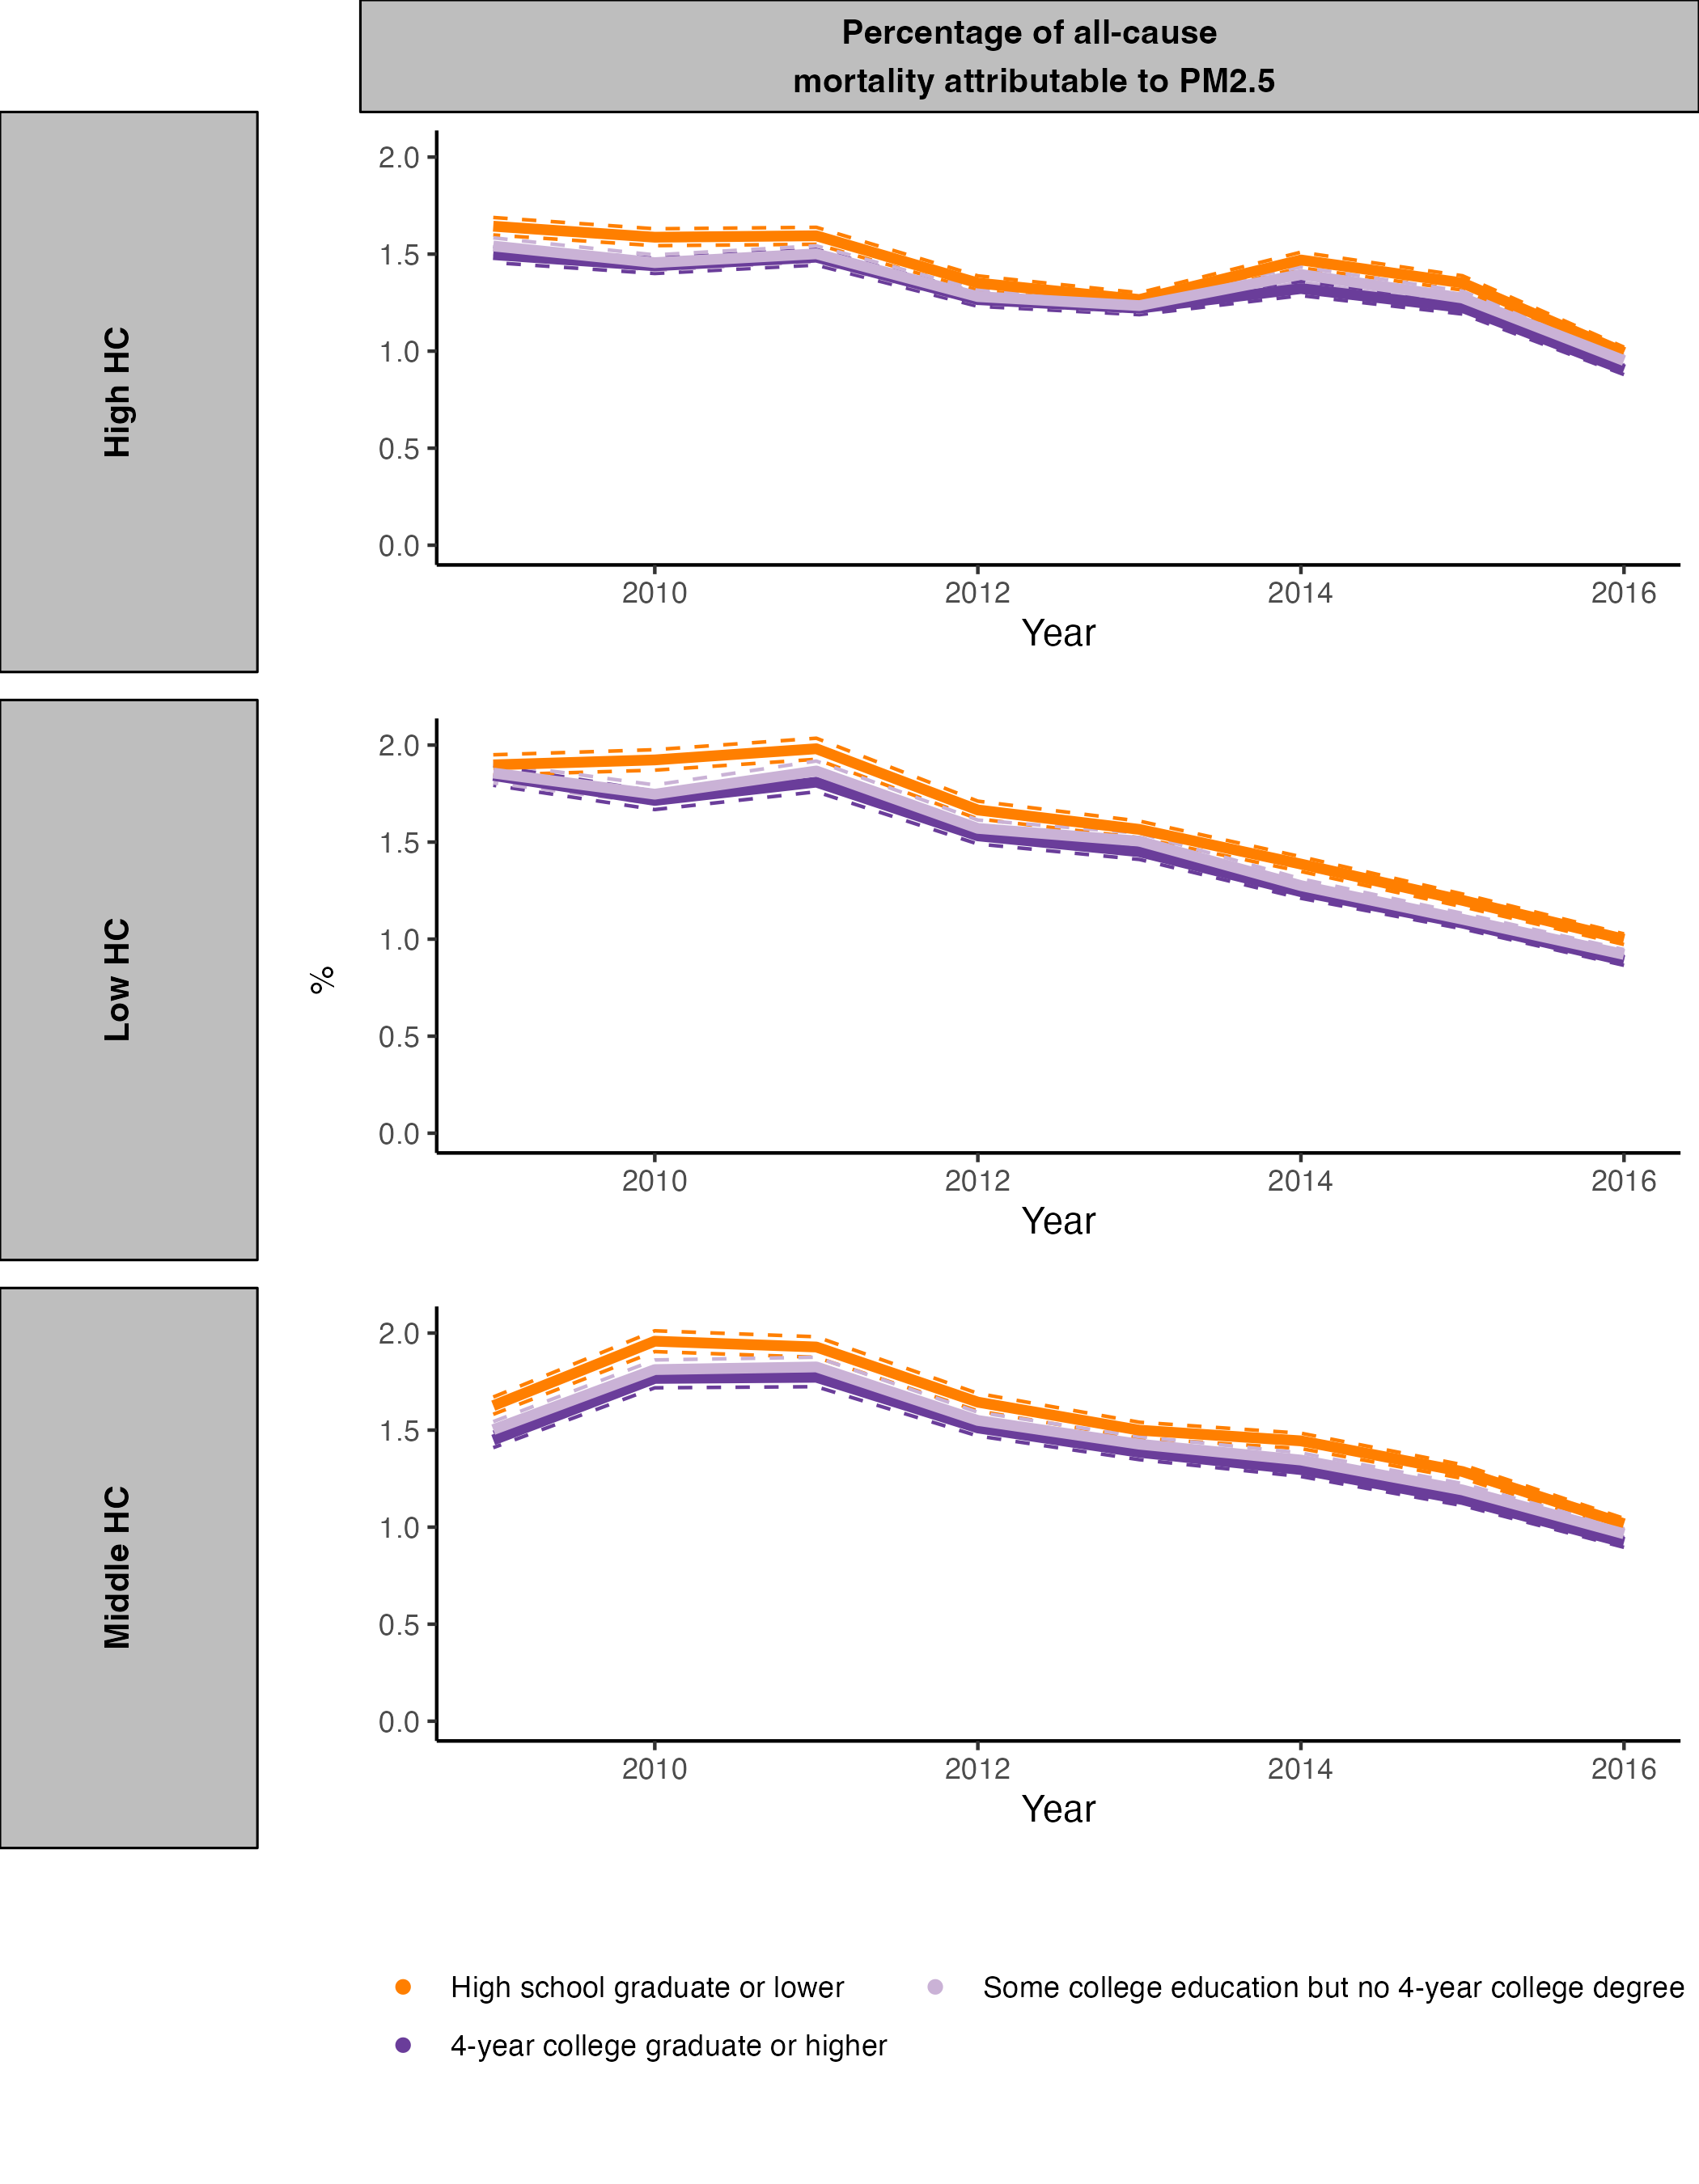 Percentage of all-cause
mortality attributable to PM2.5
High HC
2.0
1.5
1.0
0.5
0.0
2010 2012 2014 2016
Year
Low HC
%
2.0
1.5
1.0
0.5
0.0
2010 2012 2014 2016
Year
Middle HC
2.0
1.5
1.0
0.5
0.0
2010 2012 2014 2016
Year
High school graduate or lower Some college education but no 4-year college degree
4-year college graduate or higher